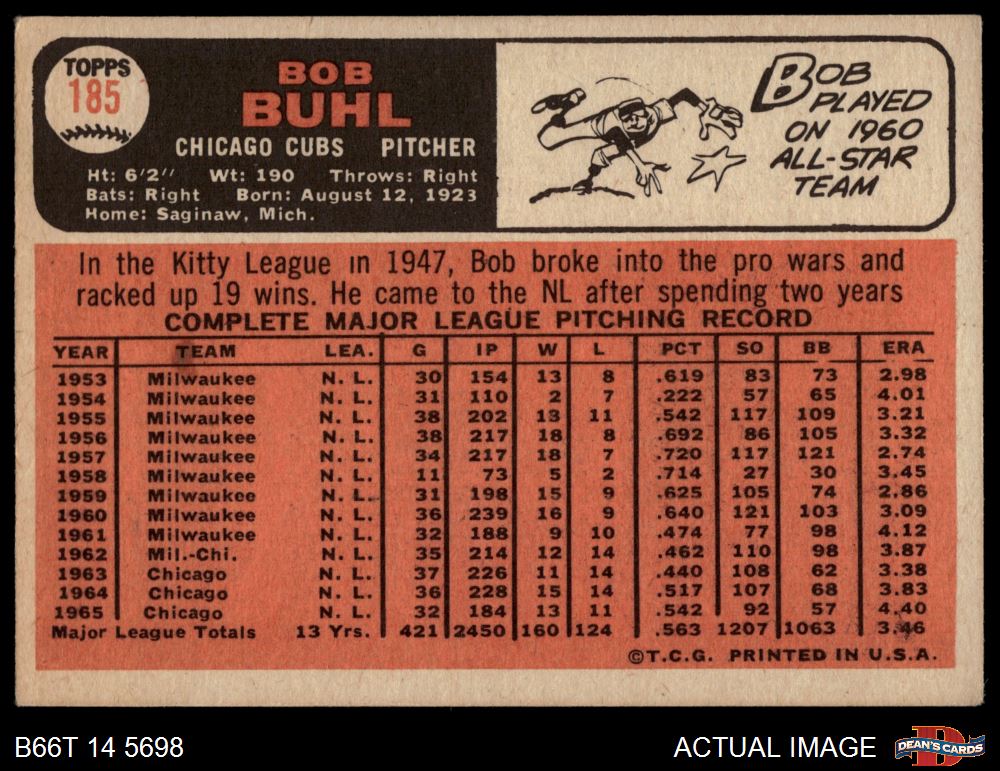 TOPPS
185
BOB
BUHL
CHICAGO CUBS PITCHER
Ht: 6'2" Wt: 190 Throws: Right
Bats: Right Born: August 12, 1923
Home: Saginaw, Mich.
BOB
PLAYED
ON 1960
ALL-STAR
TEAM
In the Kitty League in 1947, Bob broke into the pro wars and
racked up 19 wins. He came to the NL after spending two years
COMPLETE MAJOR LEAGUE PITCHING RECORD
YEAR TEAM LEA. G IP W L PCT SO BB ERA
1953 Milwaukee N. L. 30 154 13 8 .619 83 73 2.98
1954 Milwaukee N. L. 31 110 2 7 .222 57 65 4.01
1955 Milwaukee N. L. 38 202 13 11 .542 117 109 3.21
1956 Milwaukee N. L. 38 217 18 8 .692 86 105 3.32
1957 Milwaukee N. L. 34 217 18 7 .720 117 121 2.74
1958 Milwaukee N. L. 11 73 5 2 .714 27 30 3.45
1959 Milwaukee N. L. 31 198 15 9 .625 105 74 2.86
1960 Milwaukee N. L. 36 239 16 9 .640 121 103 3.09
1961 Milwaukee N. L. 32 188 9 10 .474 77 98 4.12
1962 Mil.-Chi. N. L. 35 214 12 14 .462 110 98 3.87
1963 Chicago N. L. 37 226 11 14 .440 108 62 3.38
1964 Chicago N. L. 36 228 15 14 .517 107 68 3.83
1965 Chicago N. L. 32 184 13 11 .542 92 57 4.40
Major League Totals 13 Yrs. 421 2450 160 124 .563 1207 1063 3.46
©T.C.G. PRINTED IN U.S.A.
B66T 14 5698
ACTUAL IMAGE
D
DEAN'S CARDS